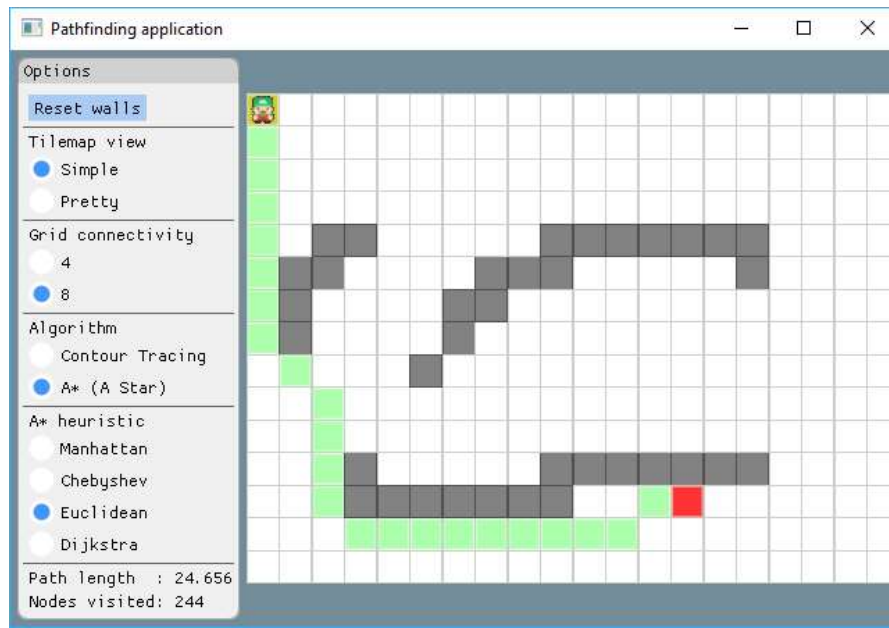 Pathfinding application
Options
Reset walls
Tilemap view
Simple
Pretty
Grid connectivity
4
8
Algorithm
Contour Tracing
A* (A Star)
A* heuristic
Manhattan
Chebyshev
Euclidean
Dijkstra
Path length : 24.656
Nodes visited: 244